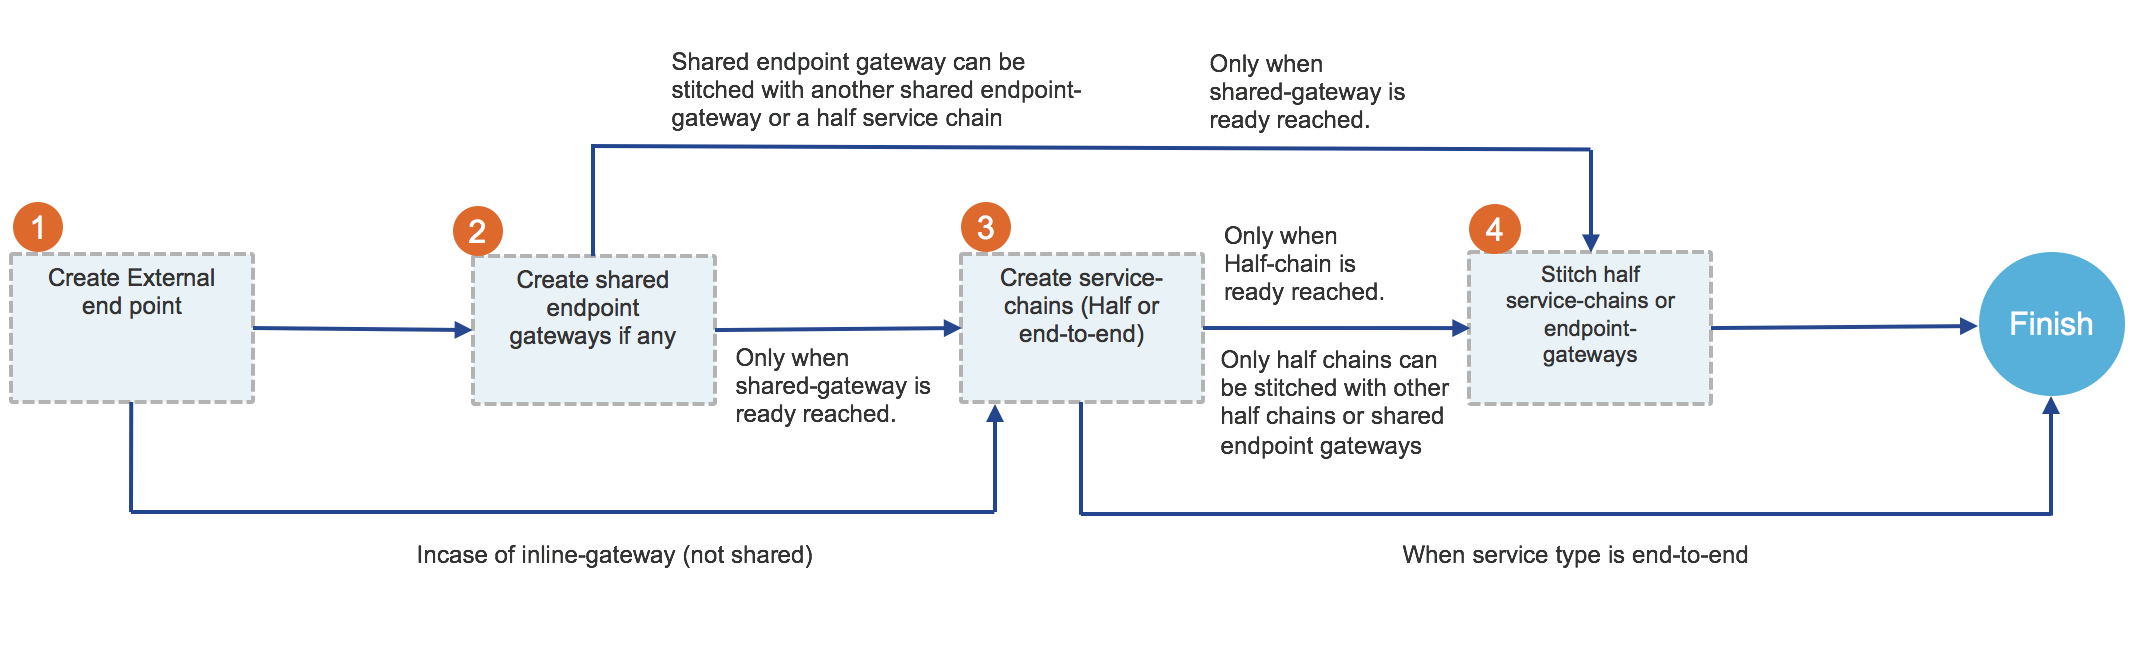 Shared endpoint gateway can be
stitched with another shared endpoint-
gateway or a half service chain
Only when
shared-gateway is
ready reached.
1
Create External
end point
2
Create shared
endpoint
gateways if any
Only when
shared-gateway is
ready reached.
3
Create service-
chains (Half or
end-to-end)
Only when
Half-chain is
ready reached.
Only half chains can
be stitched with other
half chains or shared
endpoint gateways
4
Stitch half
service-chains or
endpoint-
gateways
Finish
Incase of inline-gateway (not shared)
When service type is end-to-end